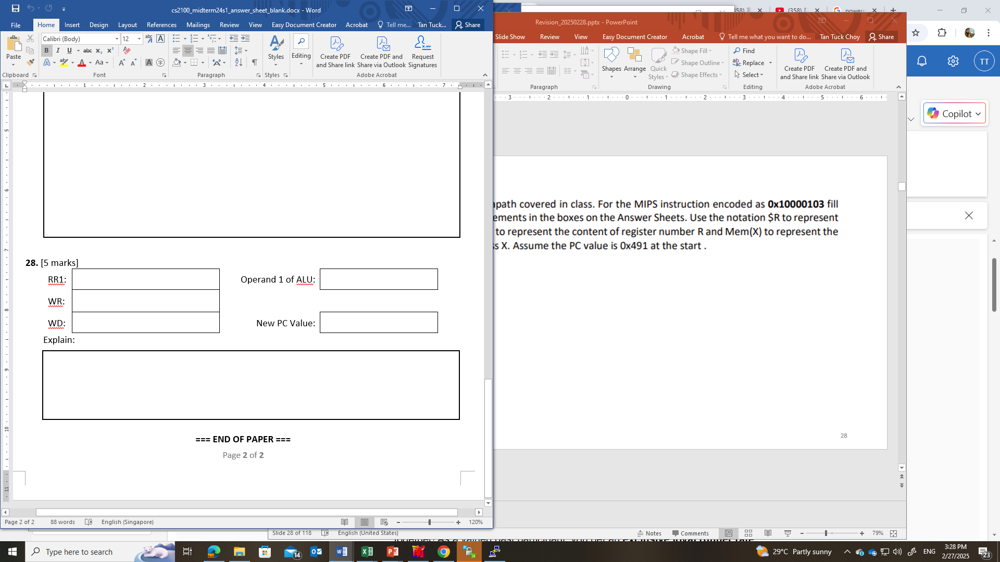 cs2100_midterm24s1_answer_sheet_blank.docx - Word
File Home Insert Design Layout References Mailings Review View Easy Document Creator Acrobat Tell me... Tan Tuck... Share
Calibri (Body) 12
Paste
Clipboard
Font
Paragraph
Styles
Styles
Editing
Create PDF and Share link
Create PDF and Share via Outlook
Request Signatures
Adobe Acrobat
28. [5 marks]
RR1:
Operand 1 of ALU:
WR:
WD:
New PC Value:
Explain:
=== END OF PAPER ===
Page 2 of 2
Page 2 of 2 88 words English (Singapore) 120%
Revision_20250228.pptx - PowerPoint
Slide Show Review View Easy Document Creator Acrobat Tell me what you want to do... Tan Tuck Choy Share
Shapes
Arrange
Quick Styles
Shape Fill
Shape Outline
Shape Effects
Find
Replace
Select
Create PDF and Share link
Create PDF and Share via Outlook
Paragraph
Drawing
Editing
Adobe Acrobat
apath covered in class. For the MIPS instruction encoded as 0x10000103 fill
ements in the boxes on the Answer Sheets. Use the notation $R to represent
to represent the content of register number R and Mem(X) to represent the
ss X. Assume the PC value is 0x491 at the start .
28
Slide 28 of 118 English (United States) Notes Comments 79%
TT
Copilot
Type here to search
14
29°C Partly sunny
ENG
3:28 PM
2/27/2025
23